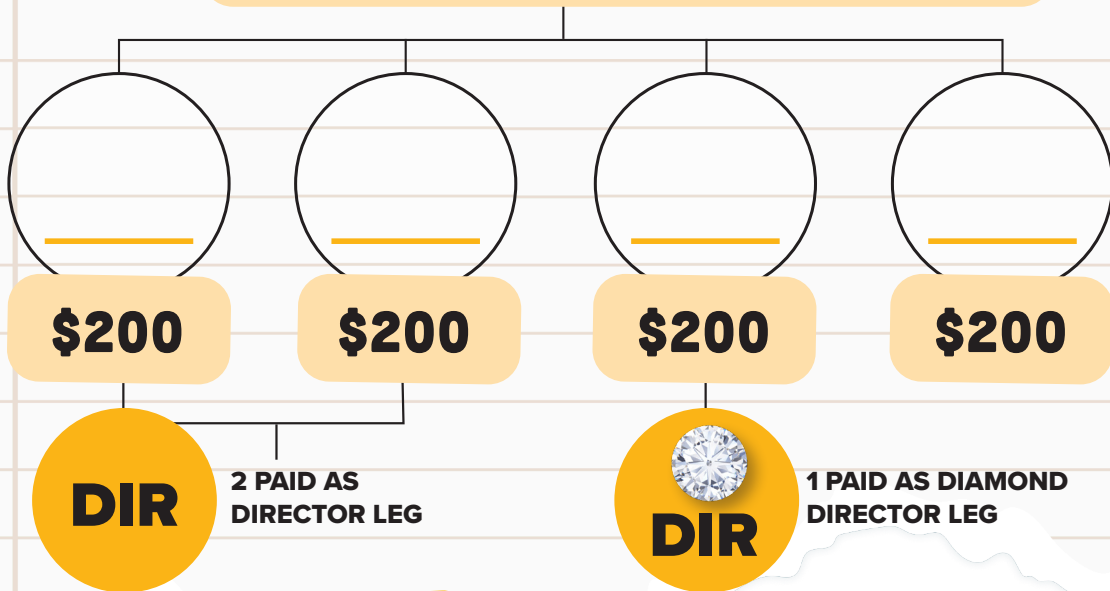 $200
$200
$200
$200
DIR
2 PAID AS
DIRECTOR LEG
DIR
1 PAID AS DIAMOND
DIRECTOR LEG